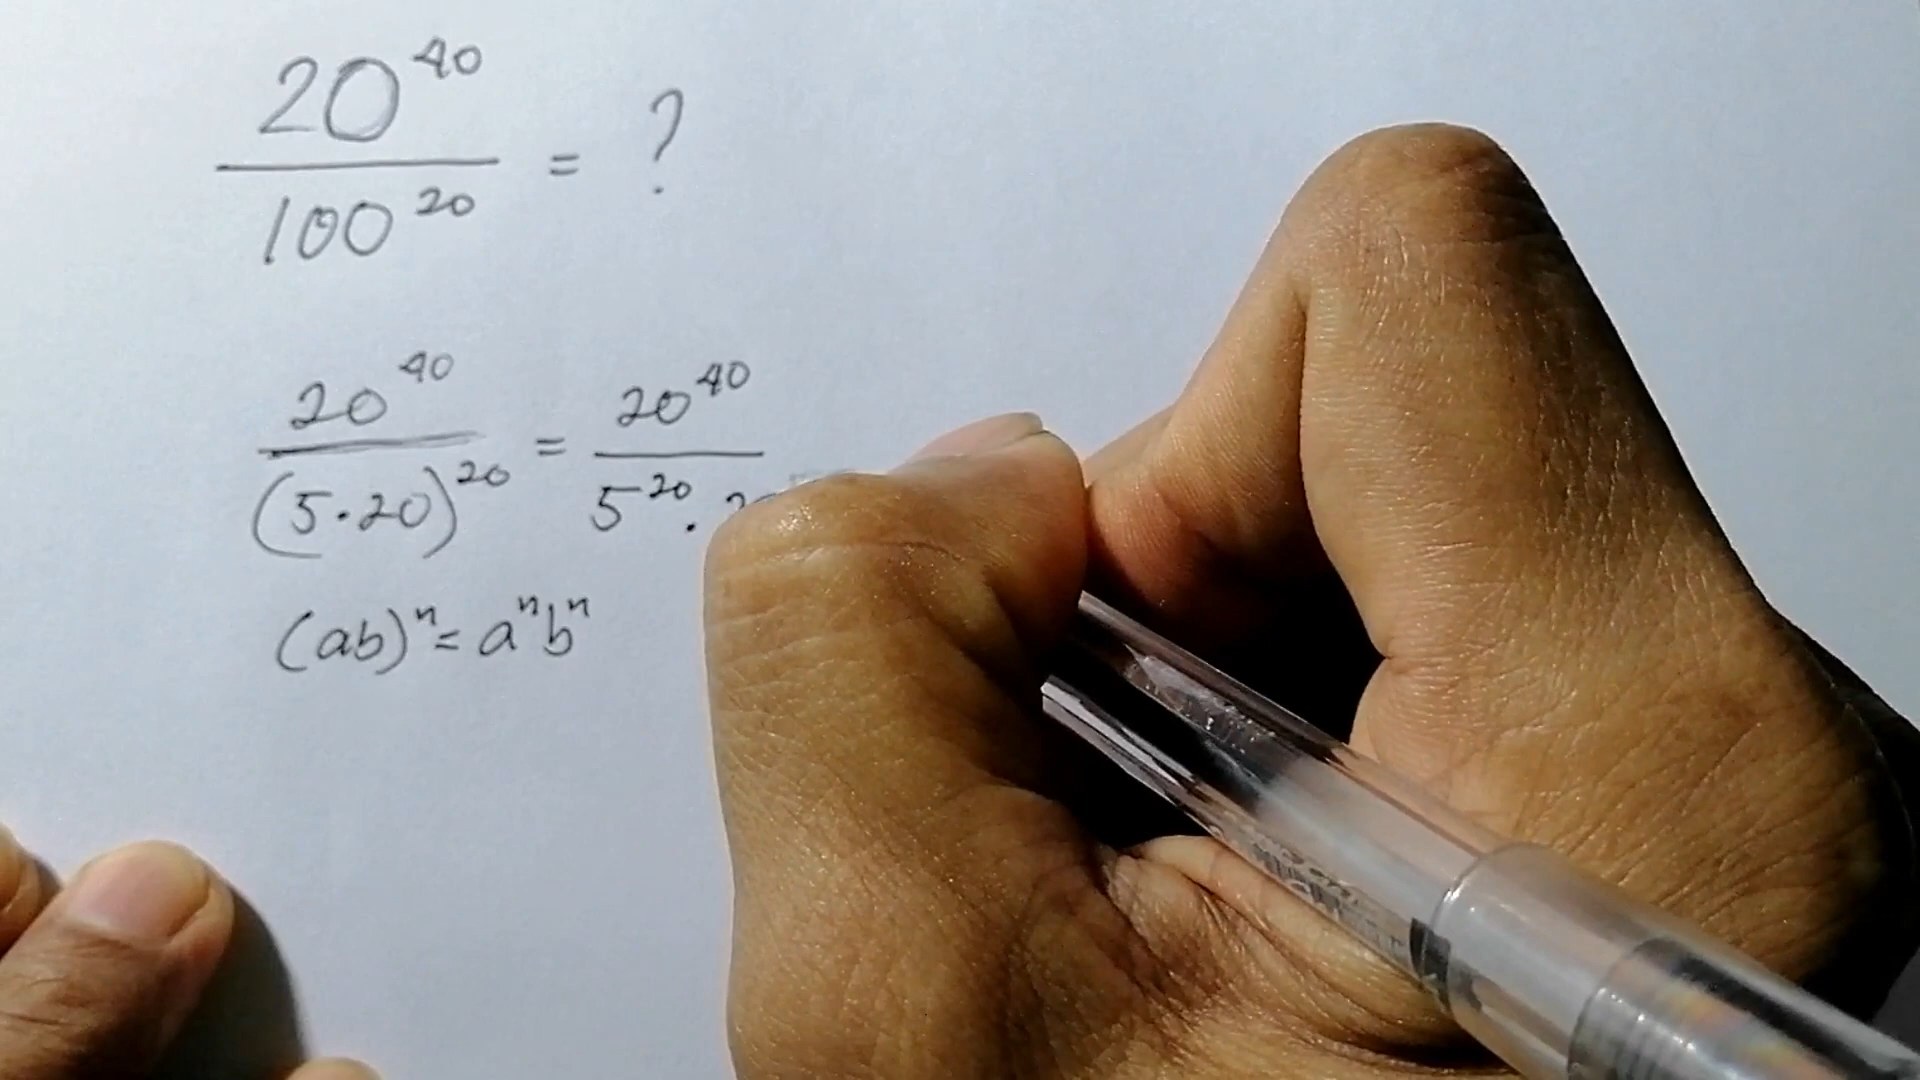 20^40
/100^20 = ?
20^40/(5·20)^20 = 20^40/5^20 ·
(ab)^n = a^n b^n